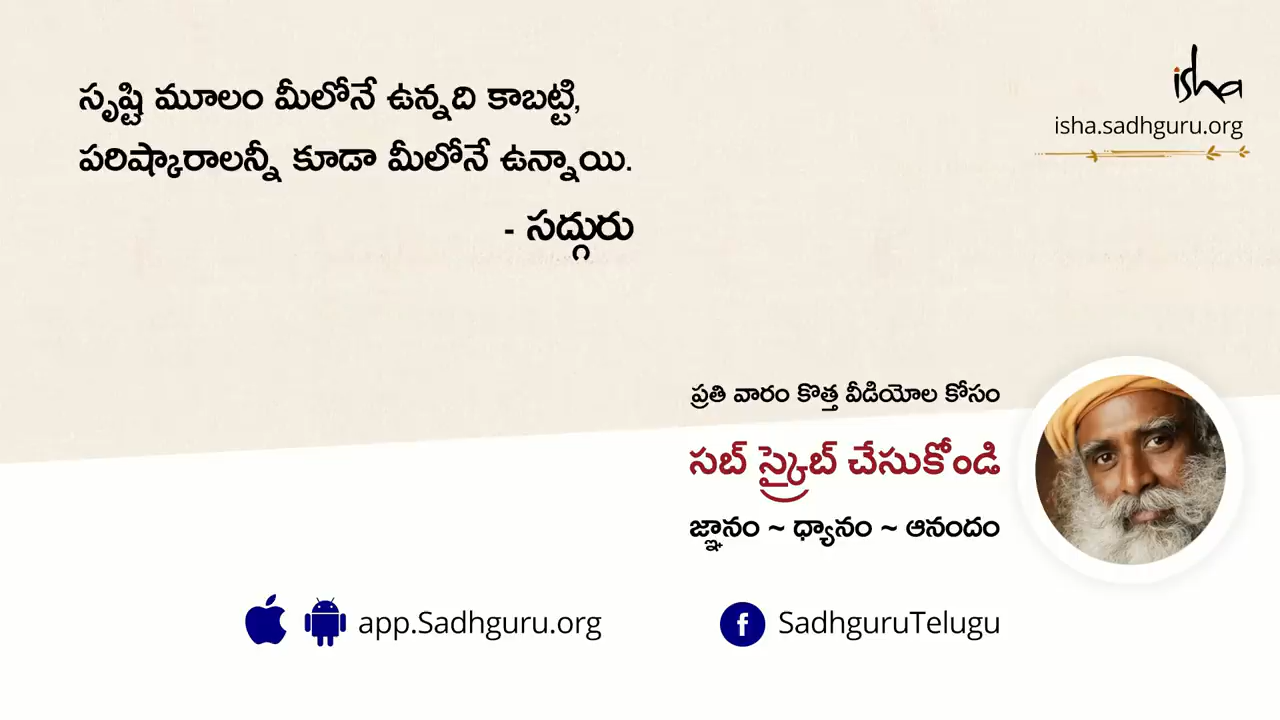 సృష్టి మూలం మీలోనే ఉన్నది కాబట్టి,
పరిష్కారాలన్నీ కూడా మీలోనే ఉన్నాయి.
- సద్గురు
isha
isha.sadhguru.org
ప్రతి వారం కొత్త వీడియోల కోసం
సబ్ స్క్రైబ్ చేసుకోండి
జ్ఞానం ~ ధ్యానం ~ ఆనందం
app.Sadhguru.org
f SadhguruTelugu